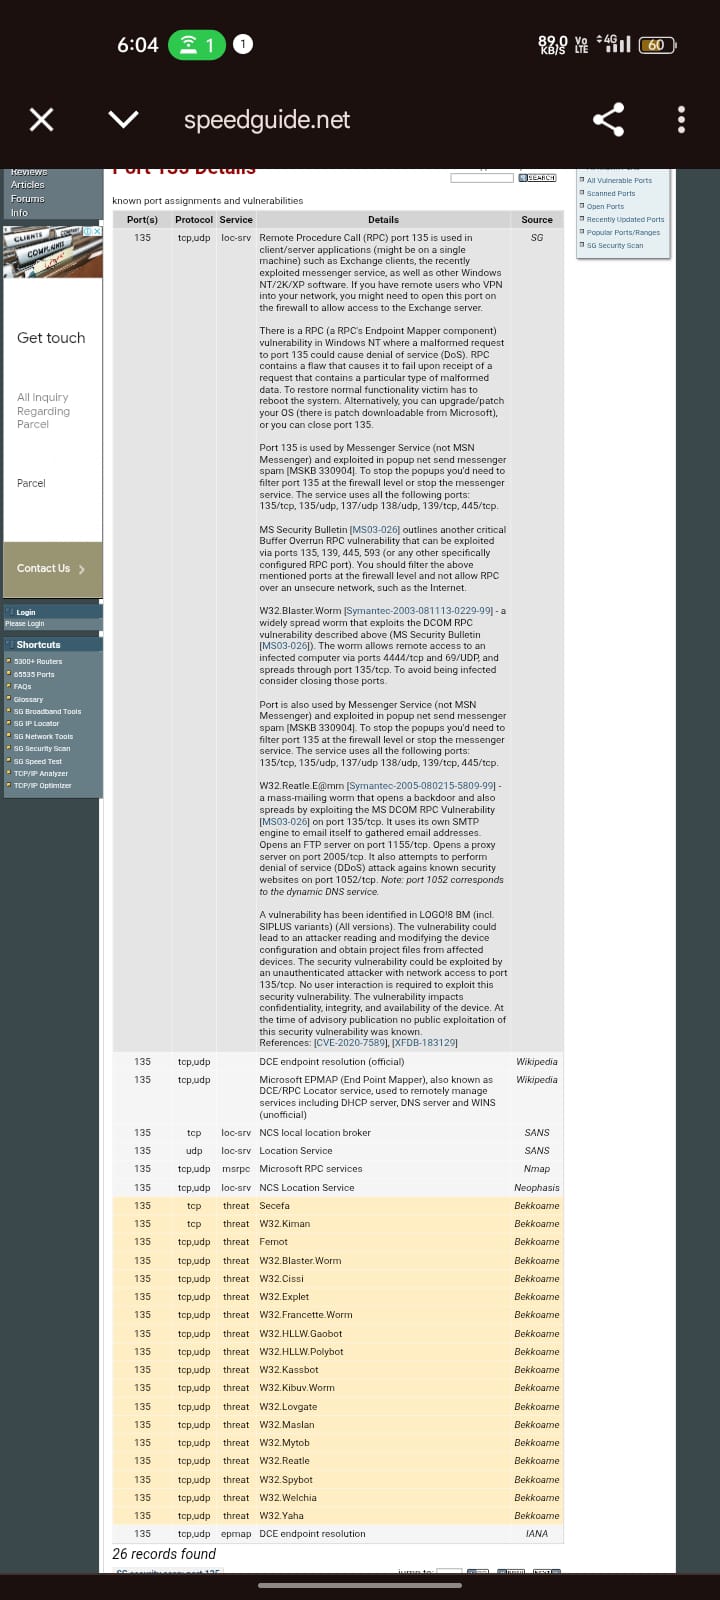 6:04
1
1
89.0
KB/S
Vo
LTE
4G
60
speedguide.net
Reviews
Articles
Forums
Info
Port 135 Details
SEARCH
All Vulnerable Ports
Scanned Ports
Open Ports
Recently Updated Ports
Popular Ports/Ranges
SG Security Scan
CLIENTS
COMPLAINTS
Get touch
All Inquiry
Regarding
Parcel
Parcel
Contact Us
Login
Please Login
Shortcuts
5300+ Routers
65535 Ports
FAQs
Glossary
SG Broadband Tools
SG IP Locator
SG Network Tools
SG Security Scan
SG Speed Test
TCP/IP Analyzer
TCP/IP Optimizer
known port assignments and vulnerabilities
Port(s) Protocol Service Details Source
135 tcp,udp loc-srv Remote Procedure Call (RPC) port 135 is used in SG
client/server applications (might be on a single
machine) such as Exchange clients, the recently
exploited messenger service, as well as other Windows
NT/2K/XP software. If you have remote users who VPN
into your network, you might need to open this port on
the firewall to allow access to the Exchange server.
There is a RPC (a RPC's Endpoint Mapper component)
vulnerability in Windows NT where a malformed request
to port 135 could cause denial of service (DoS). RPC
contains a flaw that causes it to fail upon receipt of a
request that contains a particular type of malformed
data. To restore normal functionality victim has to
reboot the system. Alternatively, you can upgrade/patch
your OS (there is patch downloadable from Microsoft),
or you can close port 135.
Port 135 is used by Messenger Service (not MSN
Messenger) and exploited in popup net send messenger
spam [MSKB 330904]. To stop the popups you'd need to
filter port 135 at the firewall level or stop the messenger
service. The service uses all the following ports:
135/tcp, 135/udp, 137/udp 138/udp, 139/tcp, 445/tcp.
MS Security Bulletin [MS03-026] outlines another critical
Buffer Overrun RPC vulnerability that can be exploited
via ports 135, 139, 445, 593 (or any other specifically
configured RPC port). You should filter the above
mentioned ports at the firewall level and not allow RPC
over an unsecure network, such as the Internet.
W32.Blaster.Worm [Symantec-2003-081113-0229-99] - a
widely spread worm that exploits the DCOM RPC
vulnerability described above (MS Security Bulletin
[MS03-026]). The worm allows remote access to an
infected computer via ports 4444/tcp and 69/UDP, and
spreads through port 135/tcp. To avoid being infected
consider closing those ports.
Port is also used by Messenger Service (not MSN
Messenger) and exploited in popup net send messenger
spam [MSKB 330904]. To stop the popups you'd need to
filter port 135 at the firewall level or stop the messenger
service. The service uses all the following ports:
135/tcp, 135/udp, 137/udp 138/udp, 139/tcp, 445/tcp.
W32.Reatle.E@mm [Symantec-2005-080215-5809-99] -
a mass-mailing worm that opens a backdoor and also
spreads by exploiting the MS DCOM RPC Vulnerability
[MS03-026] on port 135/tcp. It uses its own SMTP
engine to email itself to gathered email addresses.
Opens an FTP server on port 1155/tcp. Opens a proxy
server on port 2005/tcp. It also attempts to perform
denial of service (DDoS) attack agains known security
websites on port 1052/tcp. Note: port 1052 corresponds
to the dynamic DNS service.
A vulnerability has been identified in LOGO!8 BM (incl.
SIPLUS variants) (All versions). The vulnerability could
lead to an attacker reading and modifying the device
configuration and obtain project files from affected
devices. The security vulnerability could be exploited by
an unauthenticated attacker with network access to port
135/tcp. No user interaction is required to exploit this
security vulnerability. The vulnerability impacts
confidentiality, integrity, and availability of the device. At
the time of advisory publication no public exploitation of
this security vulnerability was known.
References: [CVE-2020-7589], [XFDB-183129]
135 tcp,udp DCE endpoint resolution (official) Wikipedia
135 tcp,udp Microsoft EPMAP (End Point Mapper), also known as Wikipedia
DCE/RPC Locator service, used to remotely manage
services including DHCP server, DNS server and WINS
(unofficial)
135 tcp loc-srv NCS local location broker SANS
135 udp loc-srv Location Service SANS
135 tcp,udp msrpc Microsoft RPC services Nmap
135 tcp,udp loc-srv NCS Location Service Neophasis
135 tcp threat Secefa Bekkoame
135 tcp threat W32.Kiman Bekkoame
135 tcp,udp threat Femot Bekkoame
135 tcp,udp threat W32.Blaster.Worm Bekkoame
135 tcp,udp threat W32.Cissi Bekkoame
135 tcp,udp threat W32.Explet Bekkoame
135 tcp,udp threat W32.Francette.Worm Bekkoame
135 tcp,udp threat W32.HLLW.Gaobot Bekkoame
135 tcp,udp threat W32.HLLW.Polybot Bekkoame
135 tcp,udp threat W32.Kassbot Bekkoame
135 tcp,udp threat W32.Kibuv.Worm Bekkoame
135 tcp,udp threat W32.Lovgate Bekkoame
135 tcp,udp threat W32.Maslan Bekkoame
135 tcp,udp threat W32.Mytob Bekkoame
135 tcp,udp threat W32.Reatle Bekkoame
135 tcp,udp threat W32.Spybot Bekkoame
135 tcp,udp threat W32.Welchia Bekkoame
135 tcp,udp threat W32.Yaha Bekkoame
135 tcp,udp epmap DCE endpoint resolution IANA
26 records found